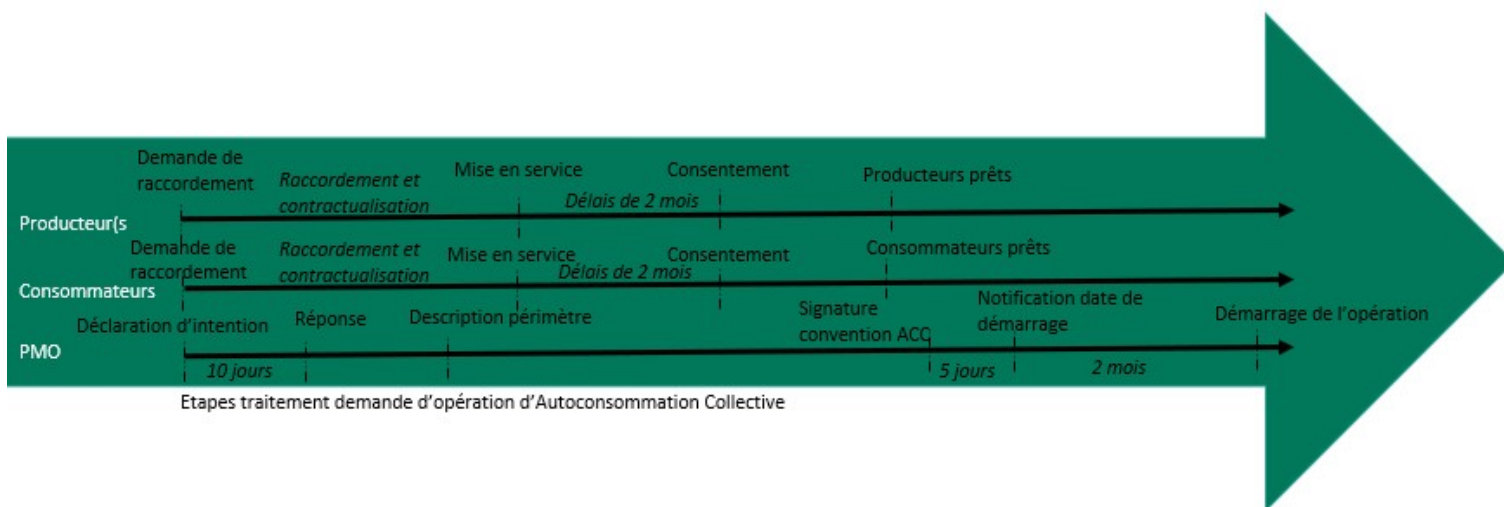 Demande de
raccordement
Raccordement et
contractualisation
Mise en service
Délais de 2 mois
Consentement
Producteurs prêts
Producteur(s
Demande de
raccordement
Raccordement et
contractualisation
Mise en service
Délais de 2 mois
Consentement
Consommateurs prêts
Consommateurs
Déclaration d'intention
Réponse
Description périmètre
Signature
convention ACC
Notification date de
démarrage
Démarrage de l'opération
PMO
10 jours
5 jours
2 mois
Etapes traitement demande d'opération d'Autoconsommation Collective